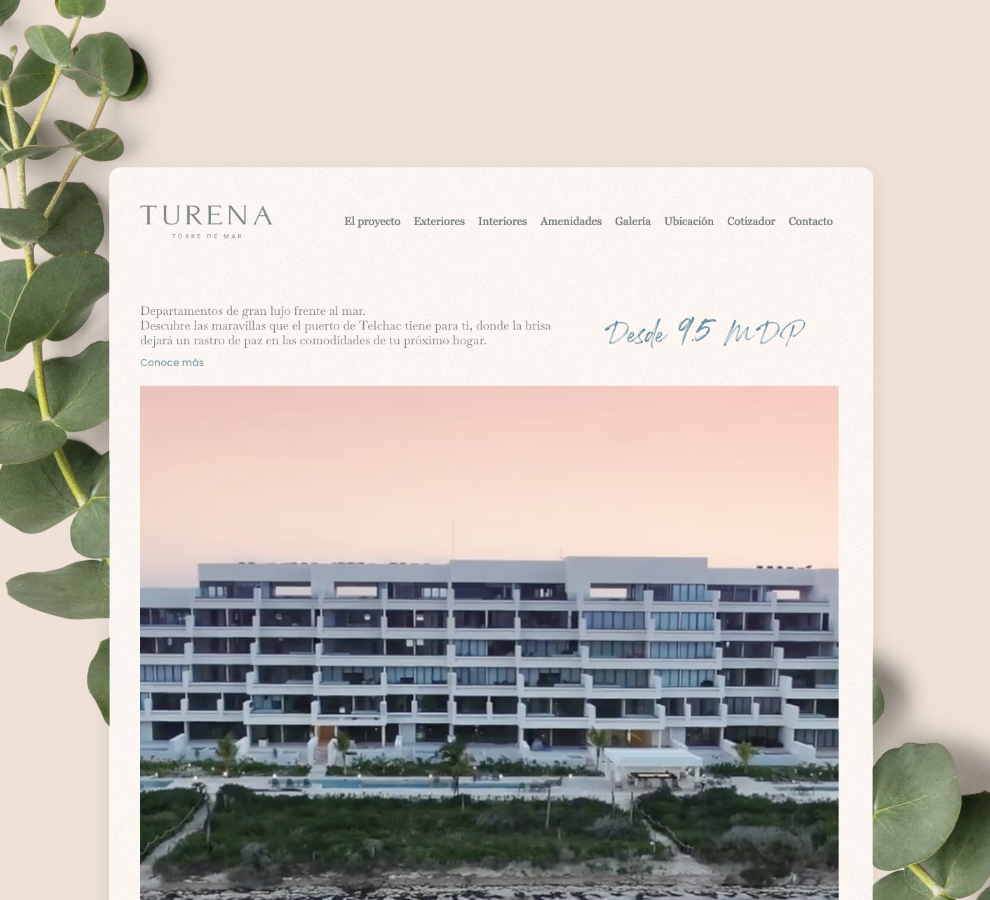 TURENA
TORRE DE MAR
El proyecto Exteriores Interiores Amenidades Galería Ubicación Cotizador Contacto
Departamentos de gran lujo frente al mar.
Descubre las maravillas que el puerto de Telchac tiene para ti, donde la brisa
dejará un rastro de paz en las comodidades de tu próximo hogar.
Conoce más
Desde 9.5 MDP